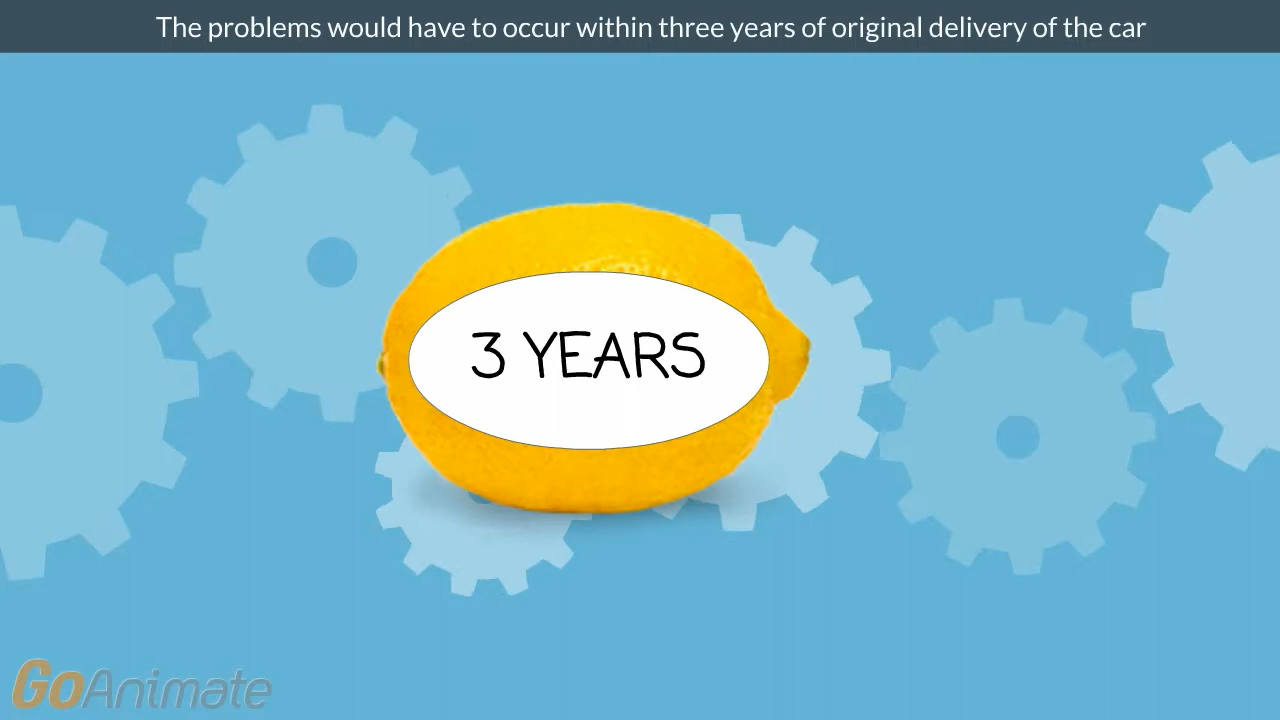 The problems would have to occur within three years of original delivery of the car
3 YEARS
GoAnimate